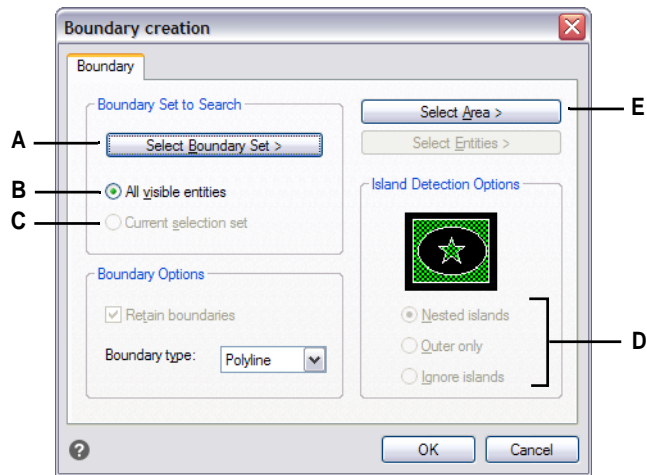 Boundary creation
Boundary
Boundary Set to Search
A
Select Boundary Set >
B
All visible entities
C
Current selection set
Boundary Options
Retain boundaries
Boundary type:
Polyline
Select Area >
E
Select Entities >
Island Detection Options
Nested islands
Outer only
Ignore islands
D
?
OK
Cancel